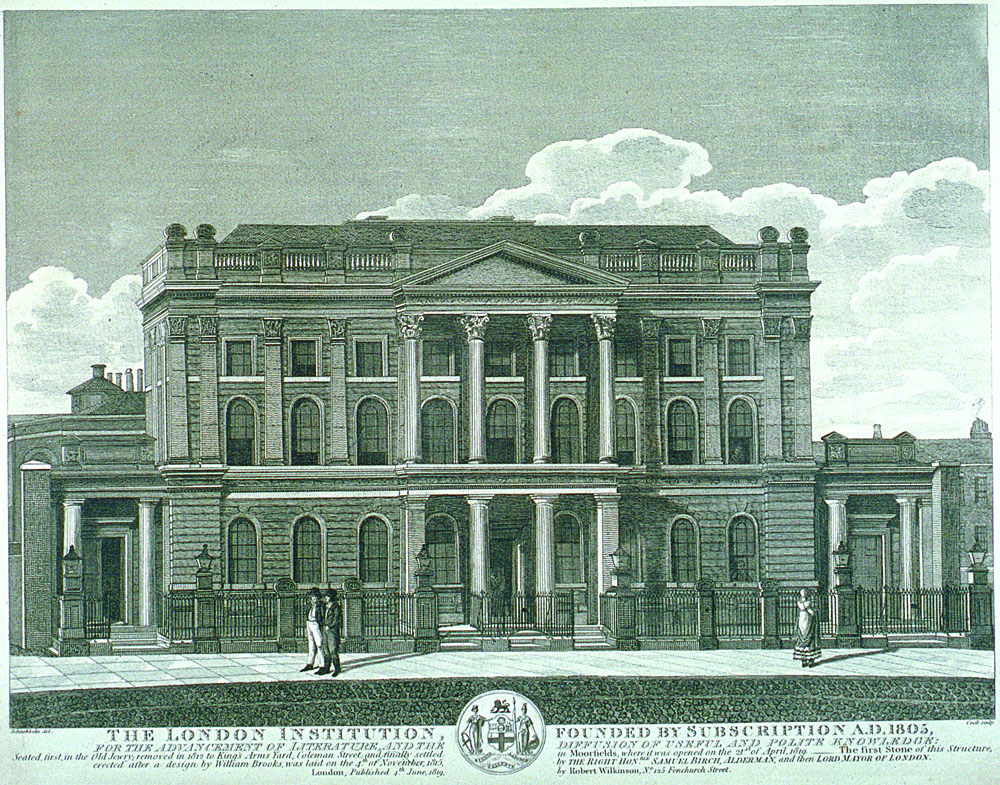 Schnebbelie del.
Cook sculp.
THE LONDON INSTITUTION, FOUNDED BY SUBSCRIPTION A.D. 1805,
FOR THE ADVANCEMENT OF LITERATURE, AND THE DIFFUSION OF USEFUL AND POLITE KNOWLEDGE:
Seated, first, in the Old Jewry; removed in 1812 to King's Arms Yard, Coleman Street, and finally settled in Moorfields, where it was opened on the 21st of April, 1819. The first Stone of this Structure,
erected after a design by William Brooks, was laid on the 4th of November, 1815, by THE RIGHT HONBLE SAMUEL BIRCH, ALDERMAN, and then LORD MAYOR OF LONDON.
London, Published 4th June, 1819, by Robert Wilkinson, No. 125 Fenchurch Street.